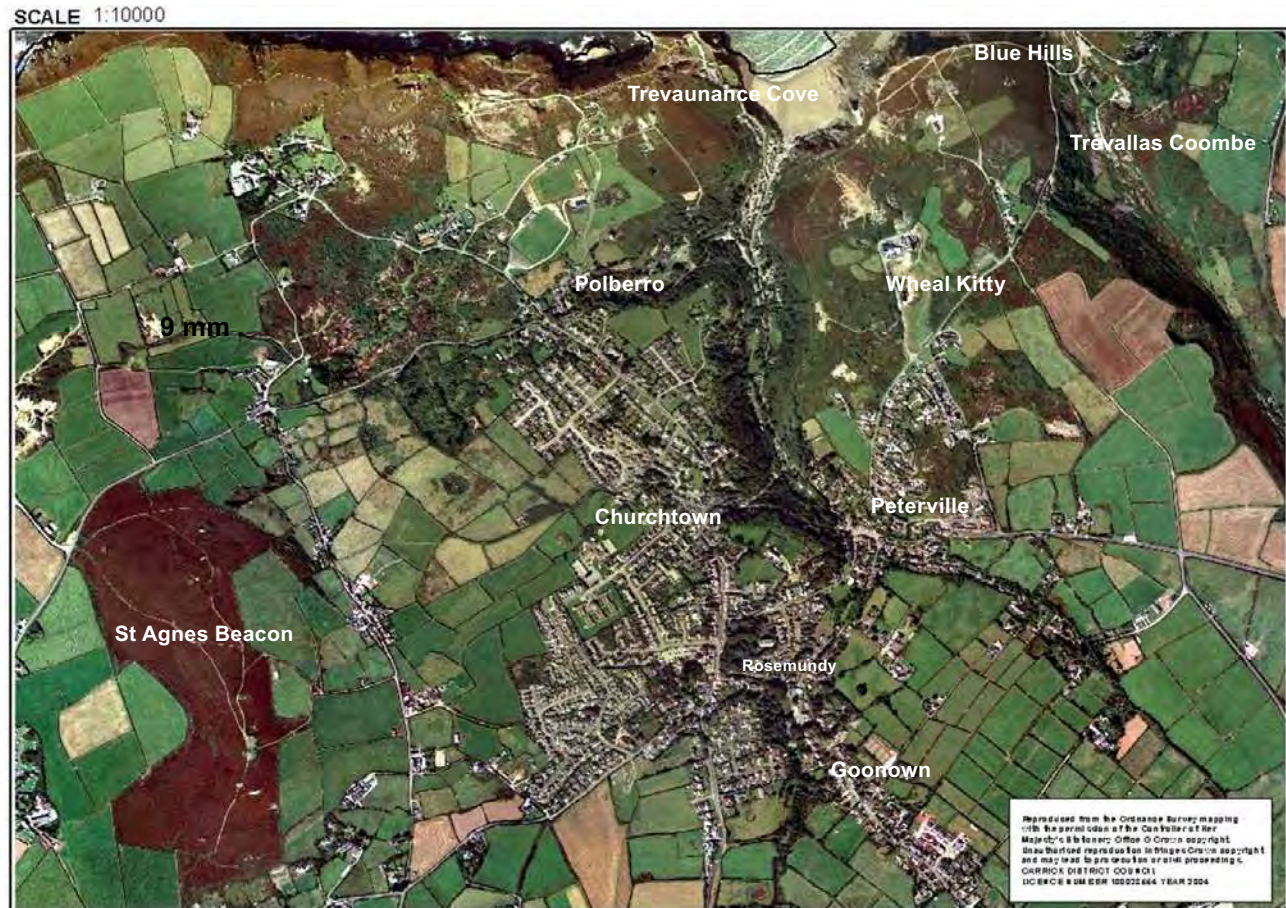 SCALE 1:10000
Blue Hills
Trevaunance Cove
Trevallas Coombe
Polberro
Wheal Kitty
9 mm
Churchtown
Peterville
St Agnes Beacon
Rosemundy
Goonown
Reproduced from the Ordnance Survey mapping
with the permission of the Controller of Her
Majesty's Stationery Office © Crown copyright.
Unauthorised reproduction infringes Crown copyright
and may lead to prosecution or civil proceedings.
CARRICK DISTRICT COUNCIL
LICENCE NUMBER YEAR 2004